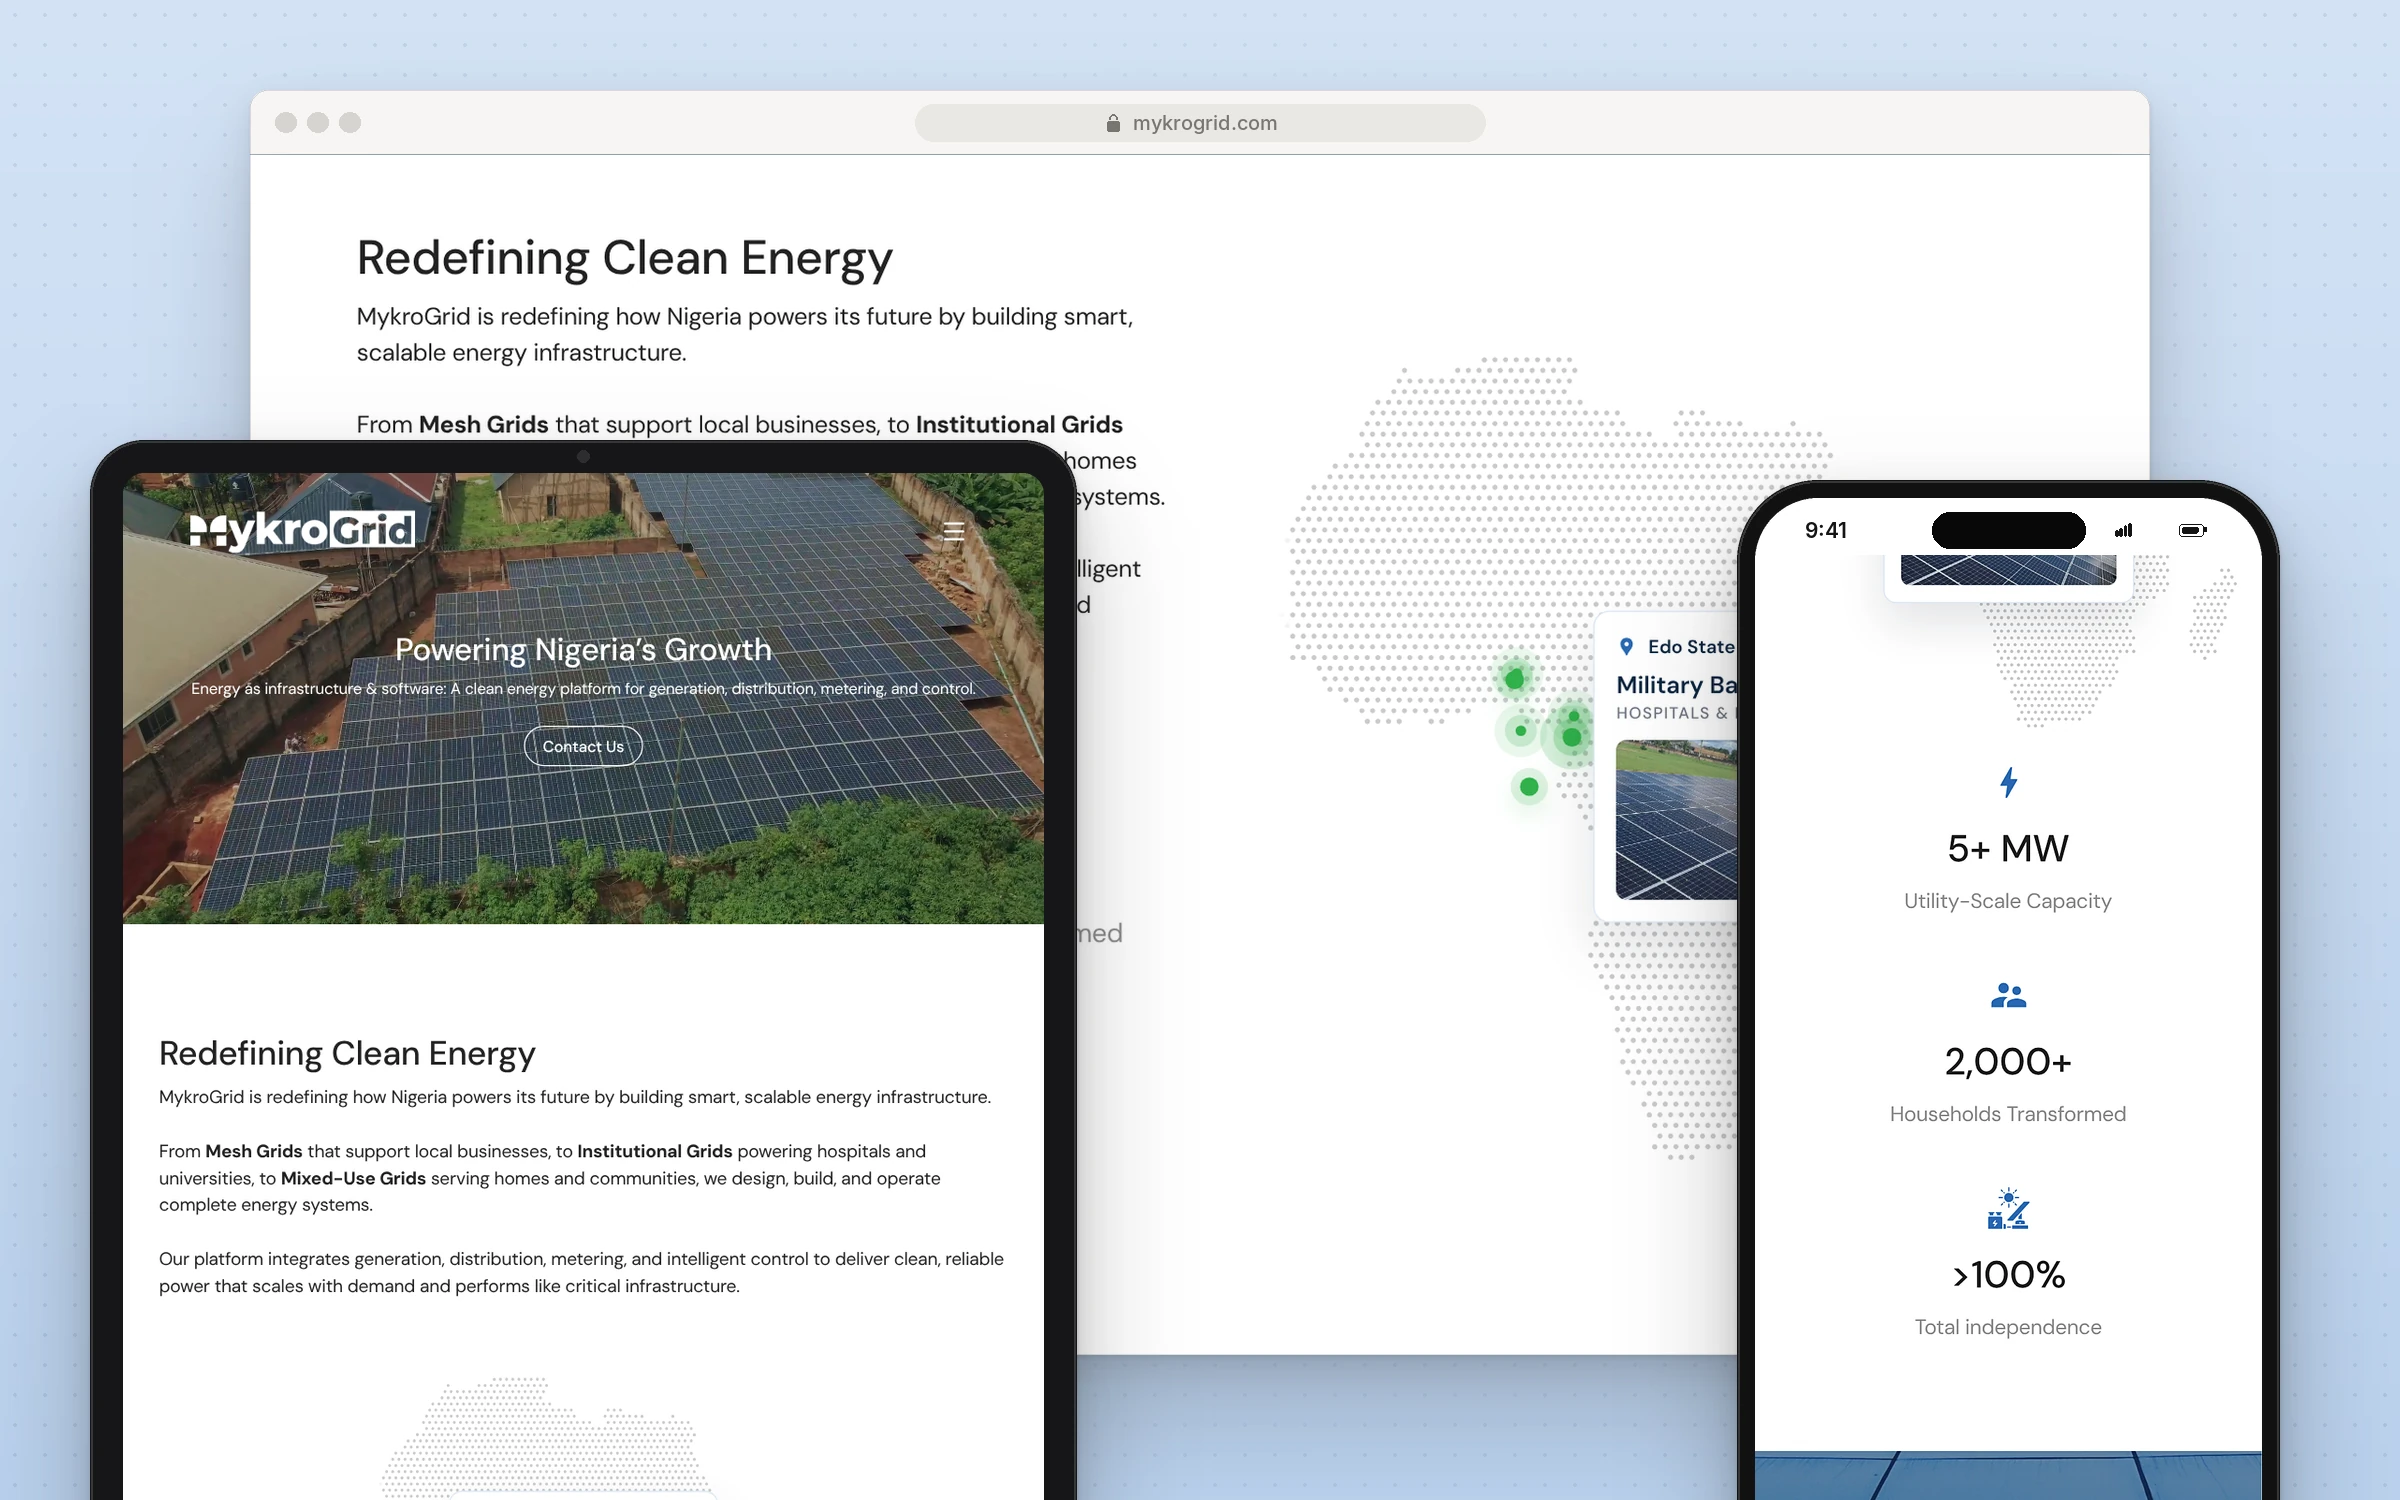 mykrogrid.com
Redefining Clean Energy
MykroGrid is redefining how Nigeria powers its future by building smart,
scalable energy infrastructure.
From Mesh Grids that support local businesses, to Institutional Grids
homes
systems.
d
med
Edo State
Military
HOSPITALS &
MykroGrid
Powering Nigeria’s Growth
Energy as infrastructure & software: A clean energy platform for generation, distribution, metering, and control.
Contact Us
Redefining Clean Energy
MykroGrid is redefining how Nigeria powers its future by building smart, scalable energy infrastructure.
From Mesh Grids that support local businesses, to Institutional Grids powering hospitals and
universities, to Mixed-Use Grids serving homes and communities, we design, build, and operate
complete energy systems.
Our platform integrates generation, distribution, metering, and intelligent control to deliver clean, reliable
power that scales with demand and performs like critical infrastructure.
9:41
5+ MW
Utility-Scale Capacity
2,000+
Households Transformed
>100%
Total independence